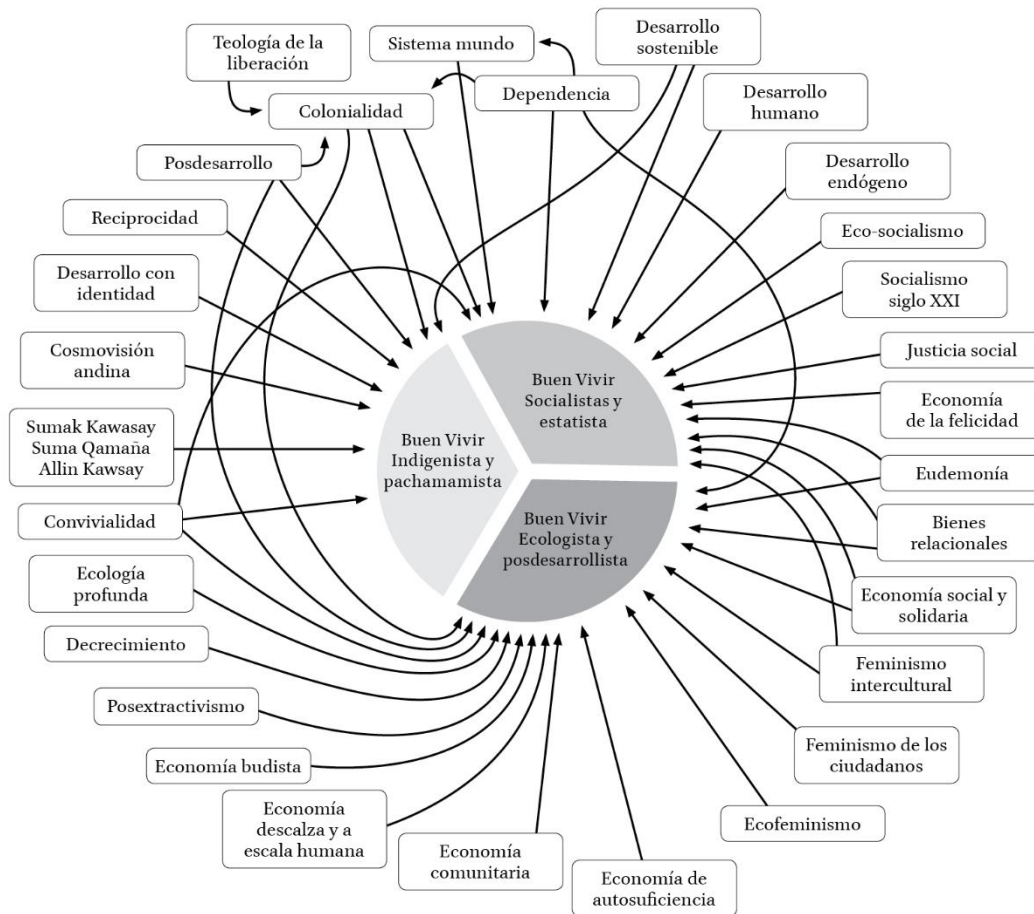 Teología de la
liberación
Sistema mundo
Desarrollo
sostenible
Colonialidad
Dependencia
Desarrollo
humano
Posdesarrollo
Desarrollo
endógeno
Reciprocidad
Eco-socialismo
Desarrollo con
identidad
Socialismo
siglo XXI
Cosmovisión
andina
Justicia social
Economía
de la felicidad
Sumak Kawasay
Suma Qamaña
Allin Kawsay
Eudemonía
Convivialidad
Bienes
relacionales
Buen Vivir
Socialistas y
estatista
Buen Vivir
Indigenista y
pachamamista
Buen Vivir
Ecologista y
posdesarrollista
Ecología
profunda
Economía social y
solidaria
Decrecimiento
Feminismo
intercultural
Posextractivismo
Feminismo de los
ciudadanos
Economía budista
Ecofeminismo
Economía
descalza y a
escala humana
Economía
comunitaria
Economía de
autosuficiencia